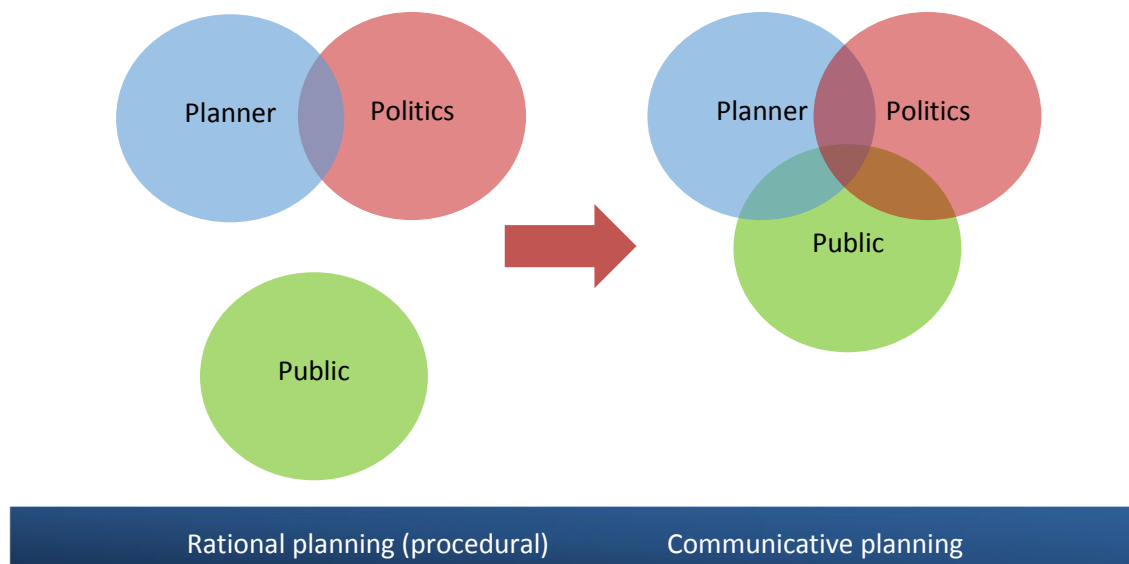 Planner
Politics
Public
Planner
Politics
Public
Rational planning (procedural)
Communicative planning